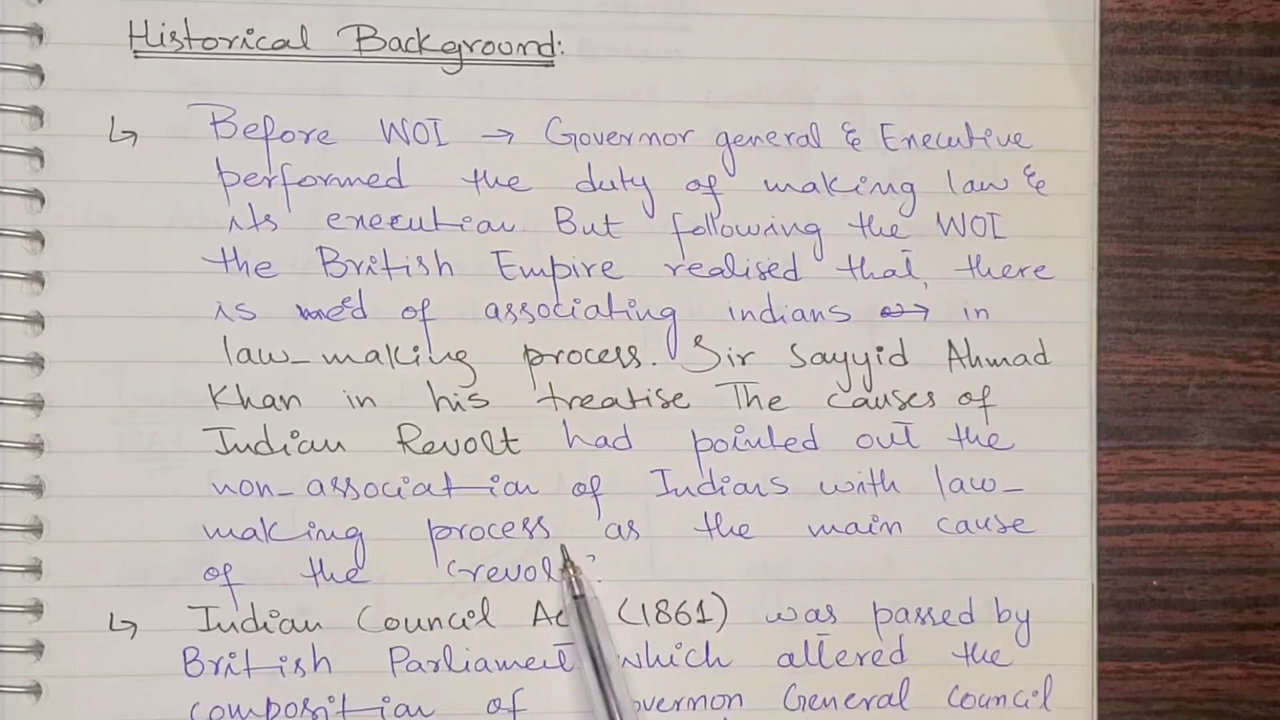 Historical Background:
↳ Before WOI → Governor general & Executive
performed the duty of making law &
its execution. But following the WOI
the British Empire realised that, there
is need of associating indians in
law-making process. Sir Sayyid Ahmad
Khan in his treatise The causes of
Indian Revolt had pointed out the
non-association of Indians with law-
making process as the main cause
of the
↳ Indian Council (1861) was passed by
British Parliament which altered the
composition of General Council